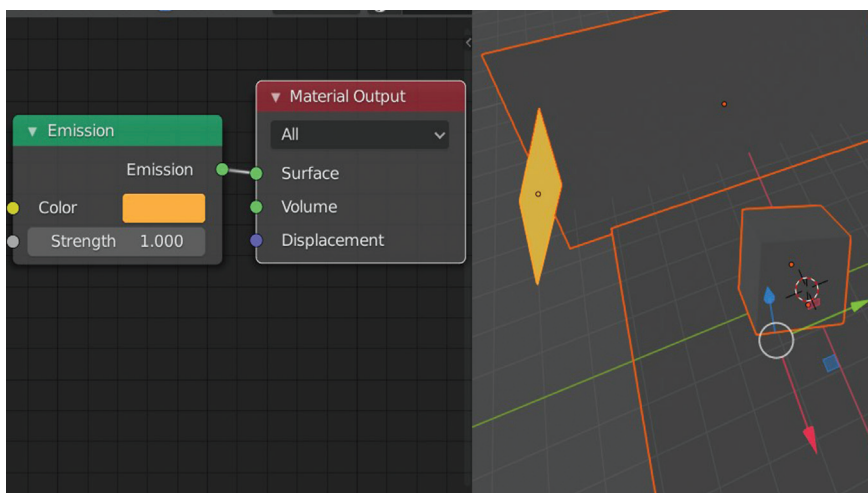 Emission
Emission
Color
Strength 1.000
Material Output
All
Surface
Volume
Displacement